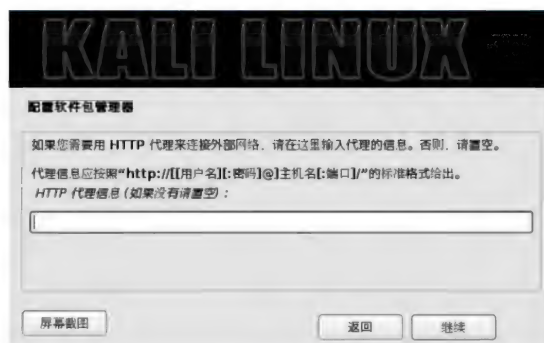 KALI LINUX
配置软件包管理器
如果您需要用 HTTP 代理来连接外部网络，请在这里输入代理的信息。否则，请置空。
代理信息应按照“http://[[用户名][:密码]@]主机名[:端口]/”的标准格式给出。
HTTP 代理信息 (如果没有请置空)：
屏幕截图
返回
继续